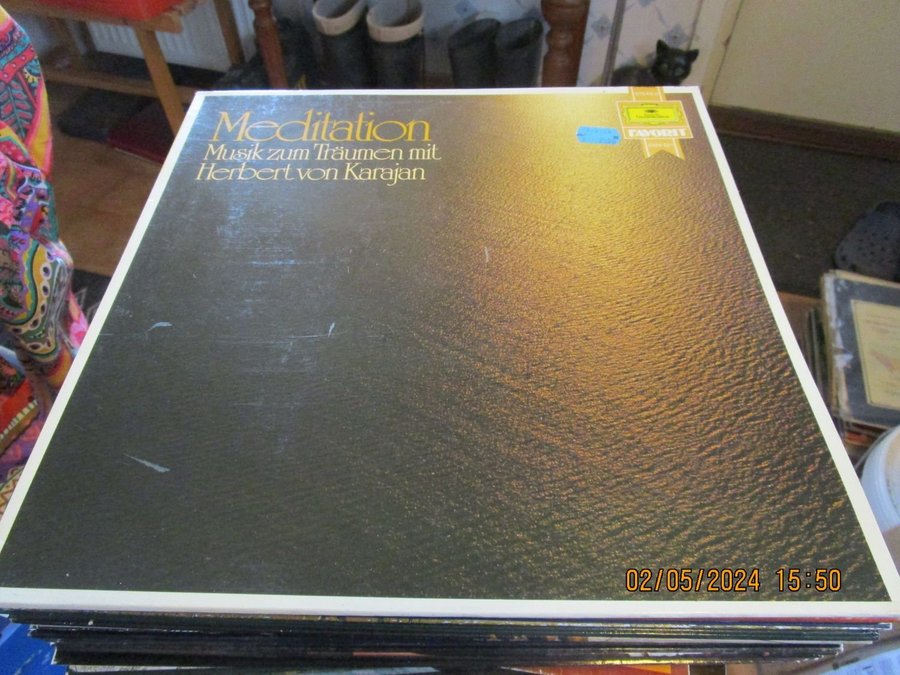 Meditation
Musik zum Träumen mit
Herbert von Karajan
FAVORIT
02/05/2024 15:50